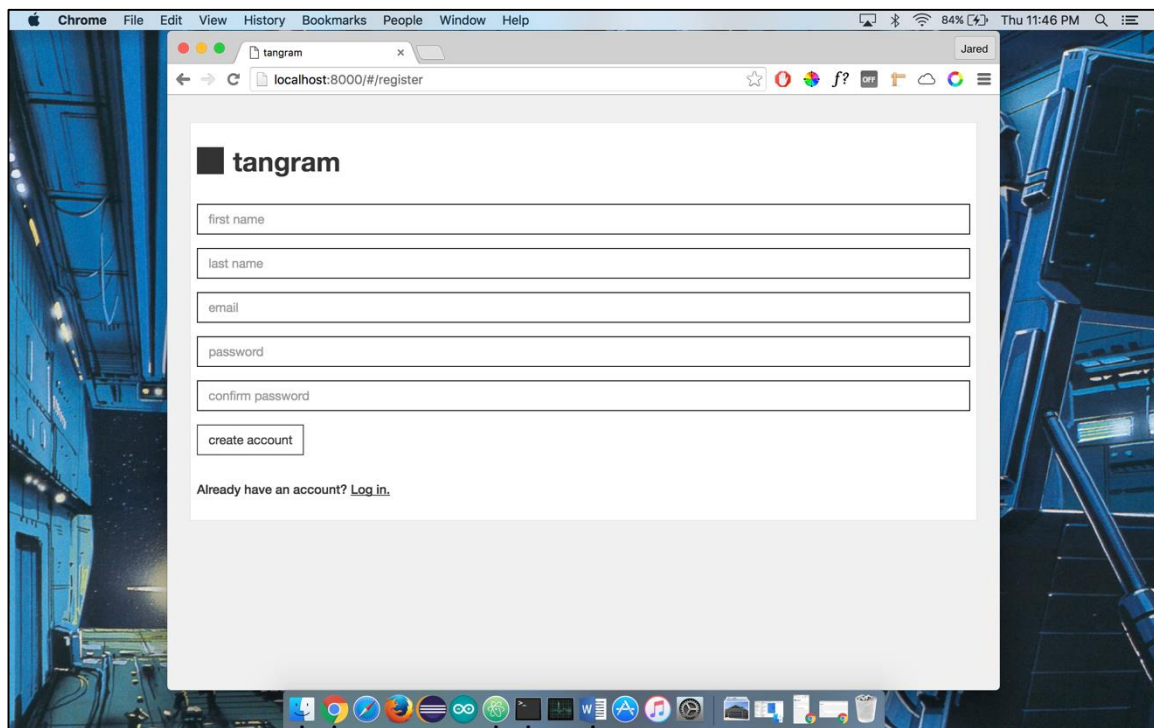 Chrome File Edit View History Bookmarks People Window Help 84% Thu 11:46 PM
tangram Jared
localhost:8000/#/register f? OFF
tangram
first name
last name
email
password
confirm password
create account
Already have an account? Log in.